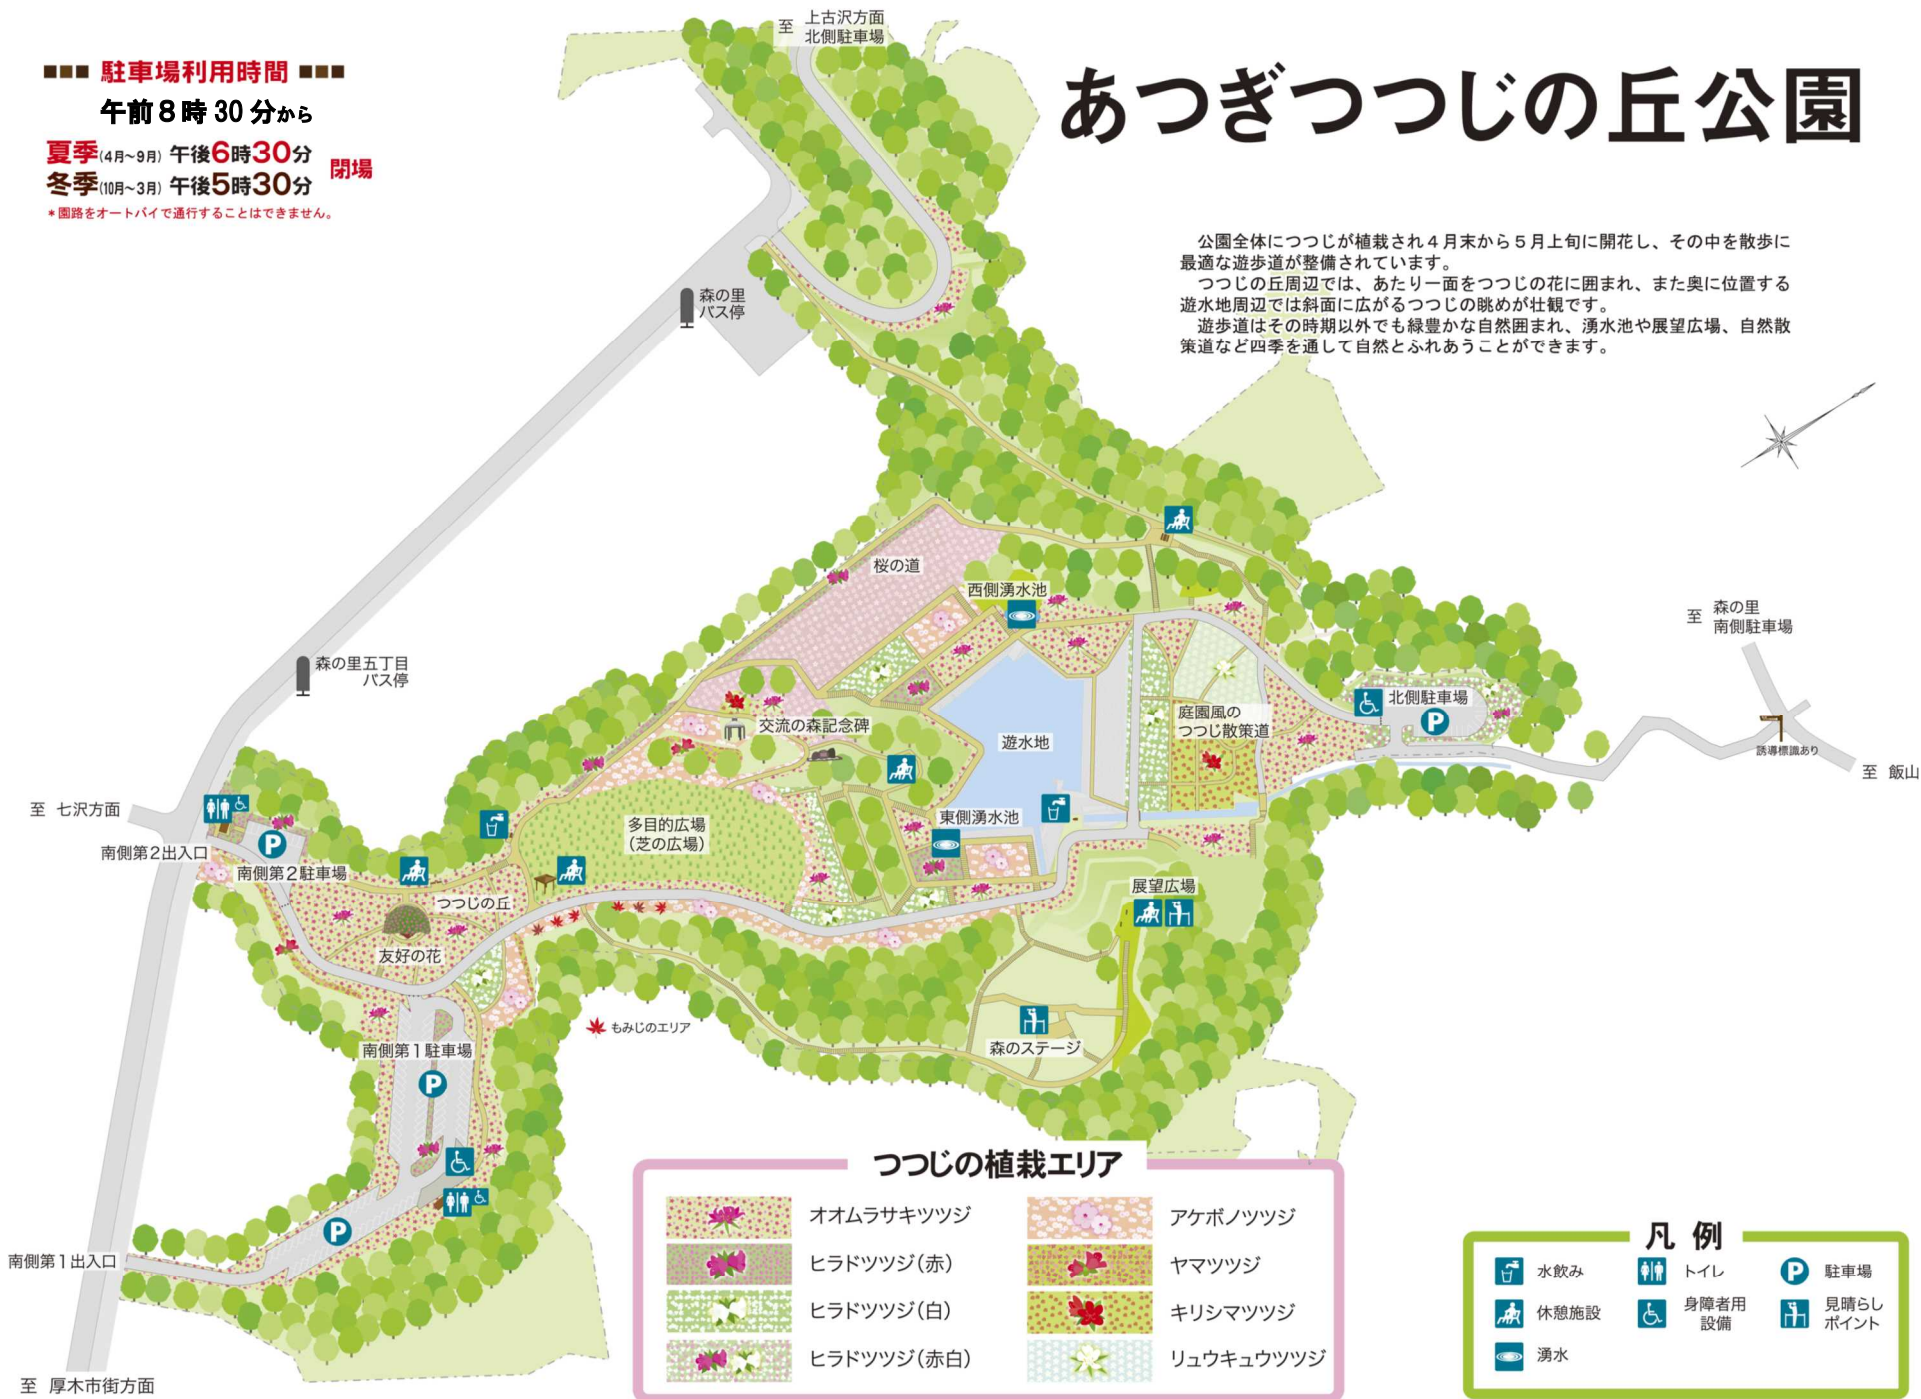 あつぎつつじの丘公園
駐車場利用時間
午前8時30分から
夏季(4月~9月) 午後6時30分
冬季(10月~3月) 午後5時30分
閉場
*園路をオートバイで通行することはできません。
公園全体につつじが植栽され4月末から5月上旬に開花し、その中を散歩に
最適な遊歩道が整備されています。
つつじの丘周辺では、あたり一面をつつじの花に囲まれ、また奥に位置する
遊水地周辺では斜面に広がるつつじの眺めが壮観です。
遊歩道はその時期以外でも緑豊かな自然囲まれ、湧水池や展望広場、自然散
策道など四季を通して自然とふれあうことができます。
至 上古沢方面
北側駐車場
森の里
バス停
森の里五丁目
バス停
桜の道
西側湧水池
至 森の里
南側駐車場
北側駐車場
P
庭園風の
つつじ散策道
交流の森記念碑
遊水地
誘導標識あり
至 飯山
至 七沢方面
東側湧水池
多目的広場
(芝の広場)
南側第2出入口
P
南側第2駐車場
つつじの丘
展望広場
友好の花
もみじのエリア
森のステージ
南側第1駐車場
P
P
南側第1出入口
至 厚木市街方面
つつじの植栽エリア
オオムラサキツツジ
ヒラドツツジ(赤)
ヒラドツツジ(白)
ヒラドツツジ(赤白)
アケボノツツジ
ヤマツツジ
キリシマツツジ
リュウキュウツツジ
凡例
水飲み
トイレ
P 駐車場
休憩施設
身障者用
設備
見晴らし
ポイント
湧水